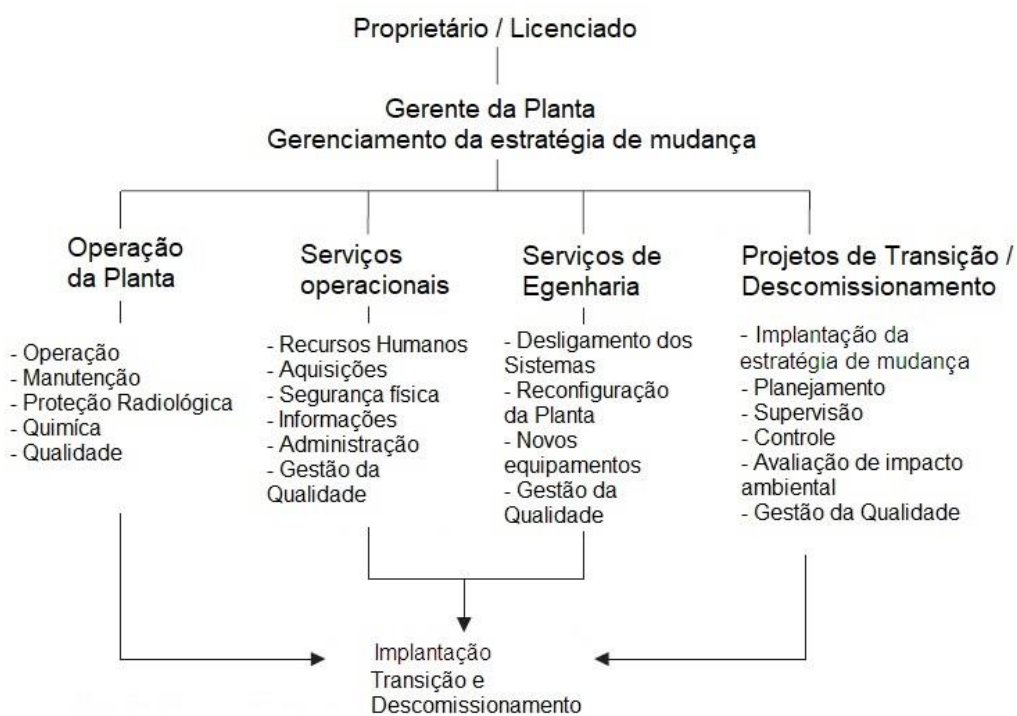 Proprietário / Licenciado
Gerente da Planta
Gerenciamento da estratégia de mudança
Operação
da Planta
- Operação
- Manutenção
- Proteção Radiológica
- Quimíca
- Qualidade
Serviços
operacionais
- Recursos Humanos
- Aquisições
- Segurança física
- Informações
- Administração
- Gestão da
Qualidade
Serviços de
Egenharia
- Desligamento dos
Sistemas
- Reconfiguração
da Planta
- Novos
equipamentos
- Gestão da
Qualidade
Projetos de Transição /
Descomissionamento
- Implantação da
estratégia de mudança
- Planejamento
- Supervisão
- Controle
- Avaliação de impacto
ambiental
- Gestão da Qualidade
Implantação
Transição e
Descomissionamento